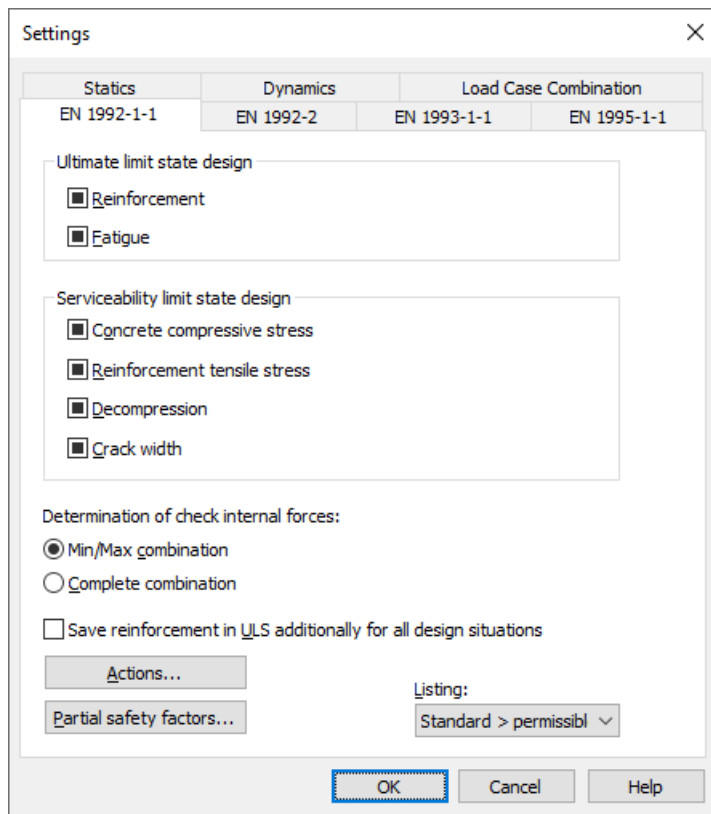 Settings
Statics Dynamics Load Case Combination
EN 1992-1-1 EN 1992-2 EN 1993-1-1 EN 1995-1-1
Ultimate limit state design
Reinforcement
Fatigue
Serviceability limit state design
Concrete compressive stress
Reinforcement tensile stress
Decompression
Crack width
Determination of check internal forces:
Min/Max combination
Complete combination
Save reinforcement in ULS additionally for all design situations
Actions...
Listing:
Partial safety factors... Standard > permissibl
OK Cancel Help